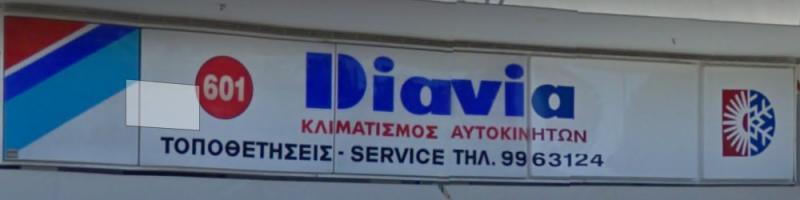 601
Diavia
ΚΛΙΜΑΤΙΣΜΟΣ ΑΥΤΟΚΙΝΗΤΩΝ
ΤΟΠΟΘΕΤΗΣΕΙΣ - SERVICE ΤΗΛ. 9963124